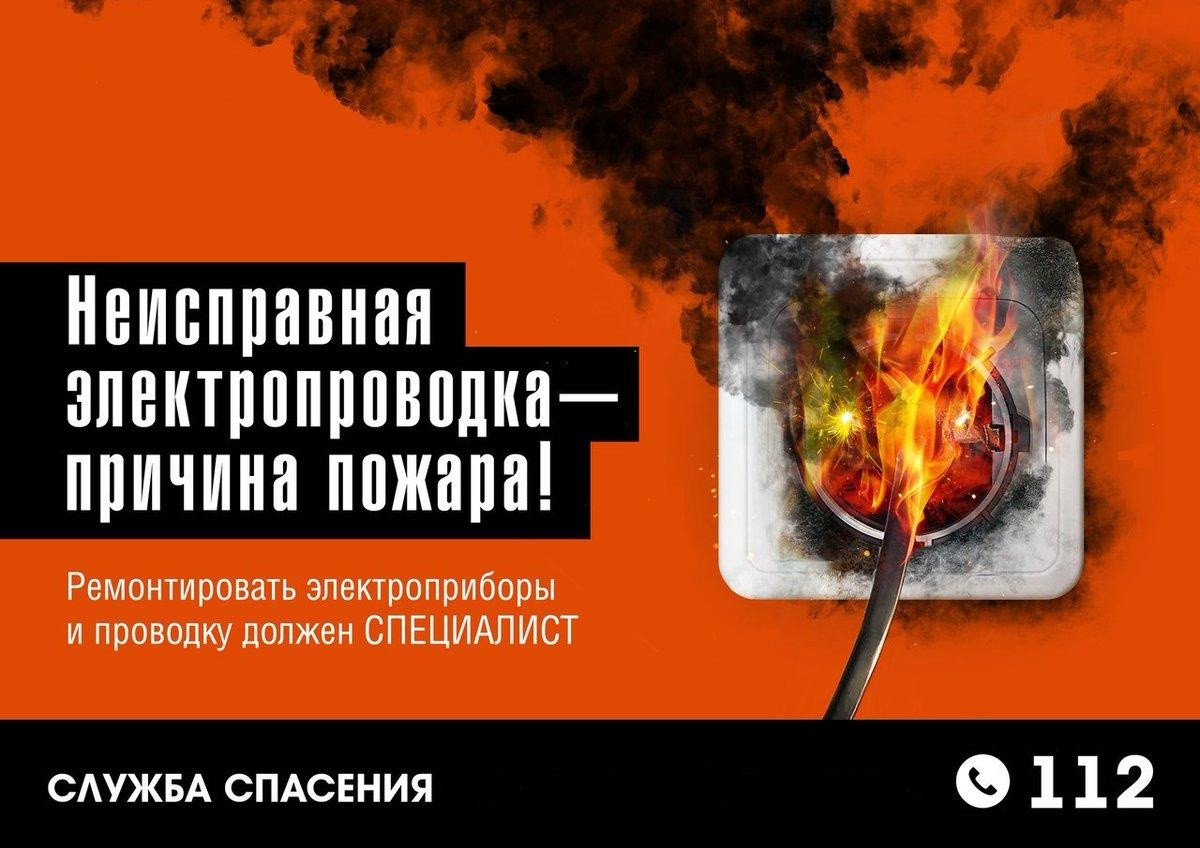 Неисправная
электропроводка—
причина пожара!
Ремонтировать электроприборы
и проводку должен СПЕЦИАЛИСТ
СЛУЖБА СПАСЕНИЯ
112